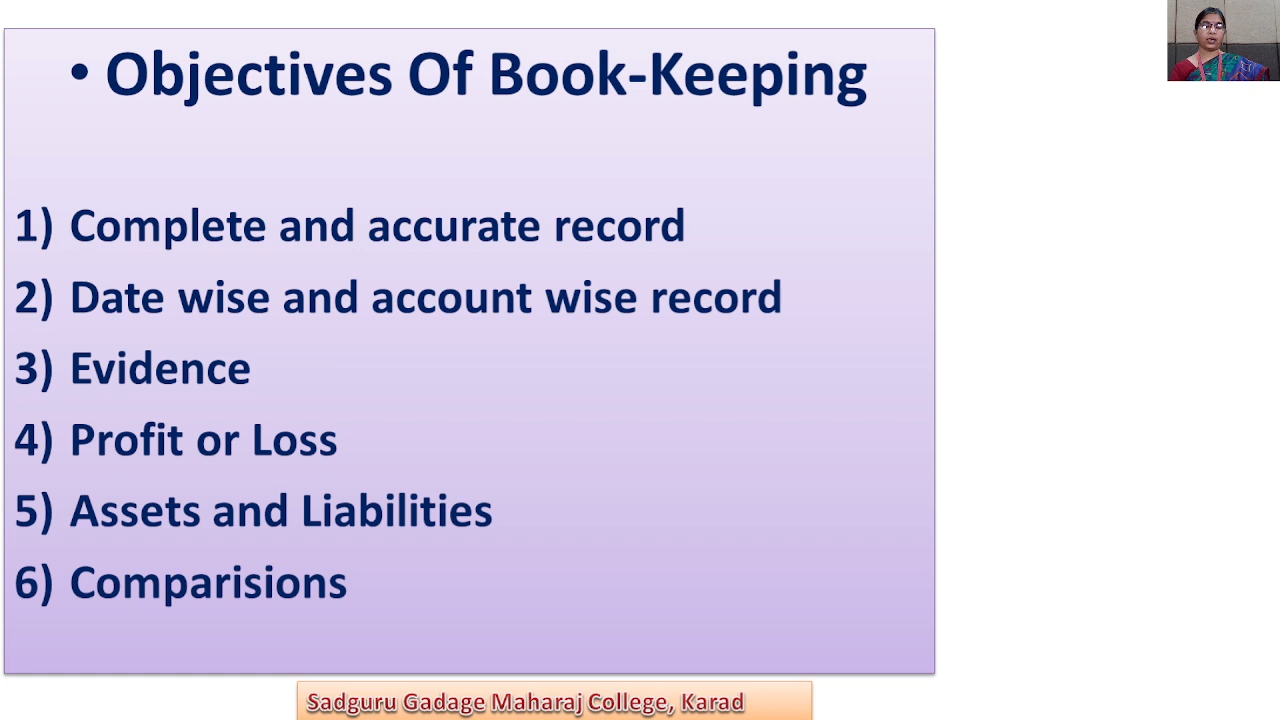 • Objectives Of Book-Keeping
1) Complete and accurate record
2) Date wise and account wise record
3) Evidence
4) Profit or Loss
5) Assets and Liabilities
6) Comparisions
Sadguru Gadage Maharaj College, Karad